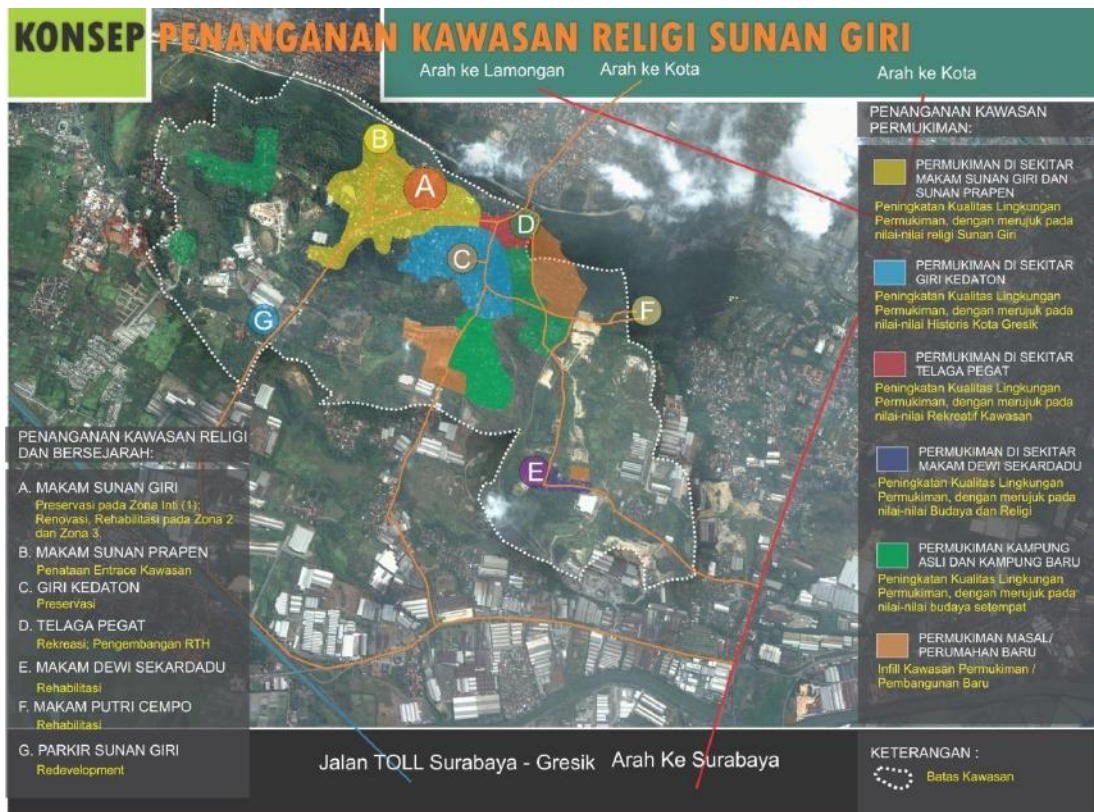 KONSEP PENANGANAN KAWASAN RELIGI SUNAN GIRI
Arah ke Lamongan
Arah ke Kota
Arah ke Kota
B
A
D
C
F
G
E
PENANGANAN KAWASAN
PERMUKIMAN:
PERMUKIMAN DI SEKITAR
MAKAM SUNAN GIRI DAN
SUNAN PRAPEN
Peningkatan Kualitas Lingkungan
Permukiman, dengan merujuk pada
nilai-nilai religi Sunan Giri
PERMUKIMAN DI SEKITAR
GIRI KEDATON
Peningkatan Kualitas Lingkungan
Permukiman, dengan merujuk pada
nilai-nilai Historis Kota Gresik
PERMUKIMAN DI SEKITAR
TELAGA PEGAT
Peningkatan Kualitas Lingkungan
Permukiman, dengan merujuk pada
nilai-nilai Rekreatif Kawasan
PERMUKIMAN DI SEKITAR
MAKAM DEWI SEKARDADU
Peningkatan Kualitas Lingkungan
Permukiman, dengan merujuk pada
nilai-nilai Budaya dan Religi
PERMUKIMAN KAMPUNG
ASLI DAN KAMPUNG BARU
Peningkatan Kualitas Lingkungan
Permukiman, dengan merujuk pada
nilai-nilai budaya setempat
PERMUKIMAN MASAL/
PERUMAHAN BARU
Infill Kawasan Permukiman /
Pembangunan Baru
PENANGANAN KAWASAN RELIGI
DAN BERSEJARAH:
A. MAKAM SUNAN GIRI
Preservasi pada Zona Inti (1);
Renovasi, Rehabilitasi pada Zona 2
dan Zona 3.
B. MAKAM SUNAN PRAPEN
Penataan Entrace Kawasan
C. GIRI KEDATON
Preservasi
D. TELAGA PEGAT
Rekreasi; Pengembangan RTH
E. MAKAM DEWI SEKARDADU
Rehabilitasi
F. MAKAM PUTRI CEMPO
Rehabilitasi
G. PARKIR SUNAN GIRI
Redevelopment
Jalan TOLL Surabaya - Gresik
Arah Ke Surabaya
KETERANGAN :
Batas Kawasan